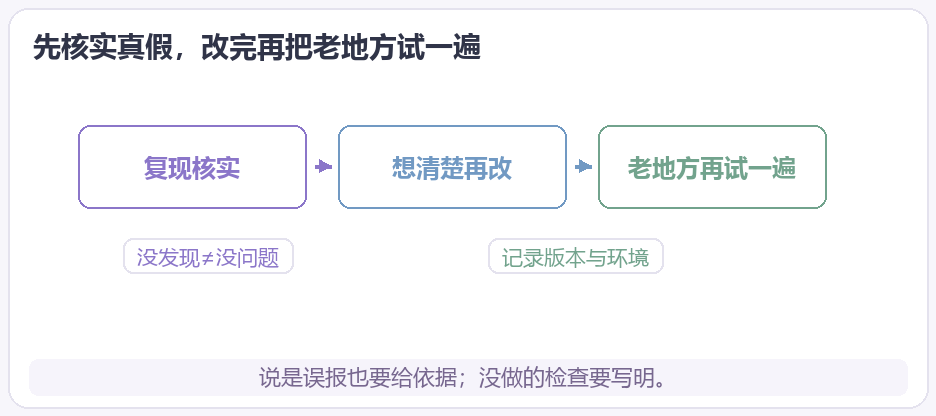 先核实真假，改完再把老地方试一遍
复现核实
想清楚再改
老地方再试一遍
没发现≠没问题
记录版本与环境
说是误报也要给依据；没做的检查要写明。